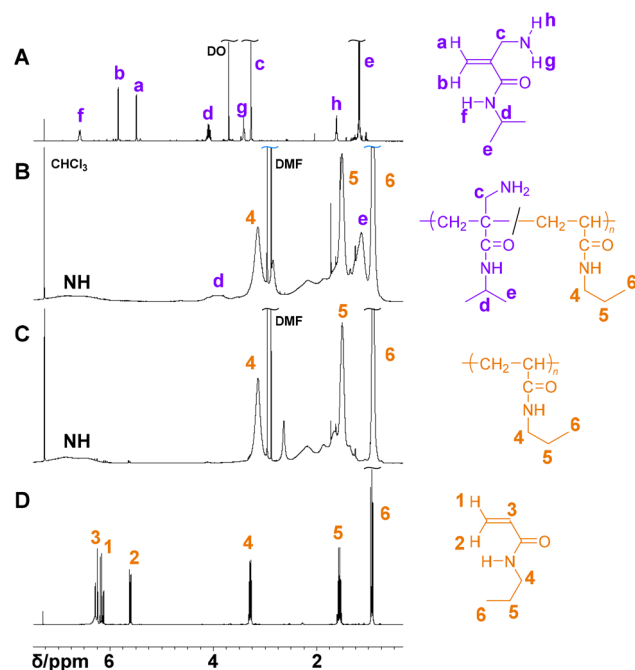 A
f
b
a
d
DO
g
c
h
e
a H
b H
c
H h
N
H g
O
H N
f
d
e
B
CHCl3
NH
d
4
DMF
5
e
6
c NH2
CH2 C CH2 CH n
C O C O
NH NH
d e 4 5 6
C
NH
4
DMF
5
6
CH2 CH n
C O
NH
4 5 6
D
3
1
2
4
5
6
1 H 3
2 H
O
H N
4
6 5
δ/ppm 6 4 2